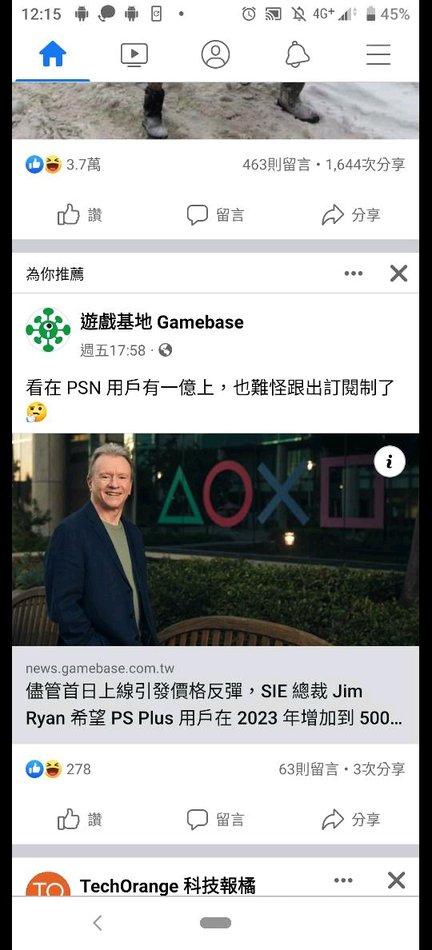 12:15
4G+
45%
3.7萬
463則留言・1,644次分享
讚
留言
分享
為你推薦
遊戲基地 Gamebase
週五17:58 ·
看在 PSN 用戶有一億上，也難怪跟出訂閱制了
news.gamebase.com.tw
儘管首日上線引發價格反彈，SIE 總裁 Jim
Ryan 希望 PS Plus 用戶在 2023 年增加到 500...
278
63則留言・3次分享
讚
留言
分享
TO
TechOrange 科技報橘